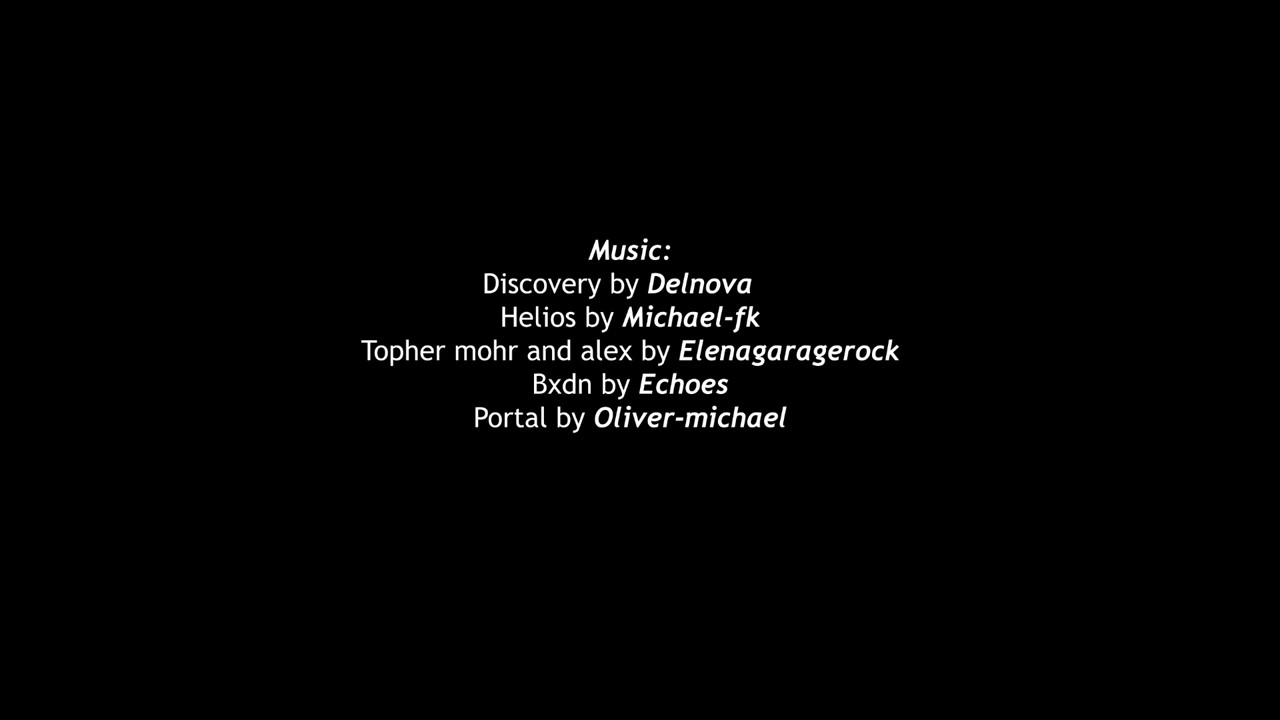 Music:
Discovery by Delnova
Helios by Michael-fk
Topher mohr and alex by Elenagaragerock
Bxdn by Echoes
Portal by Oliver-michael